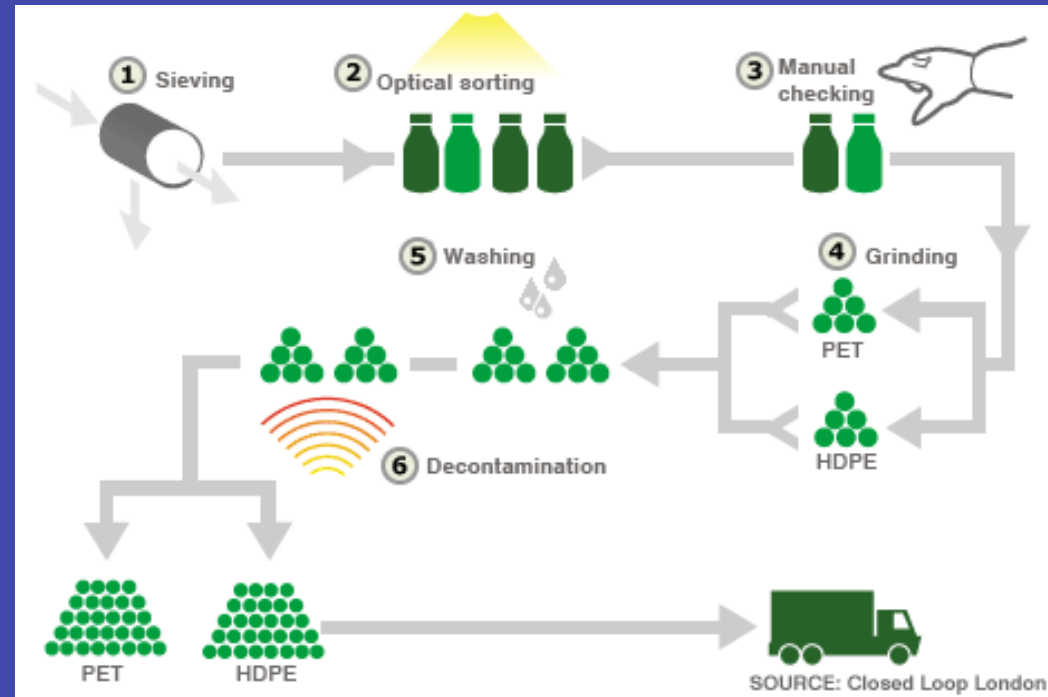 1 Sieving
2 Optical sorting
3 Manual
checking
4 Grinding
PET
HDPE
5 Washing
6 Decontamination
PET
HDPE
SOURCE: Closed Loop London